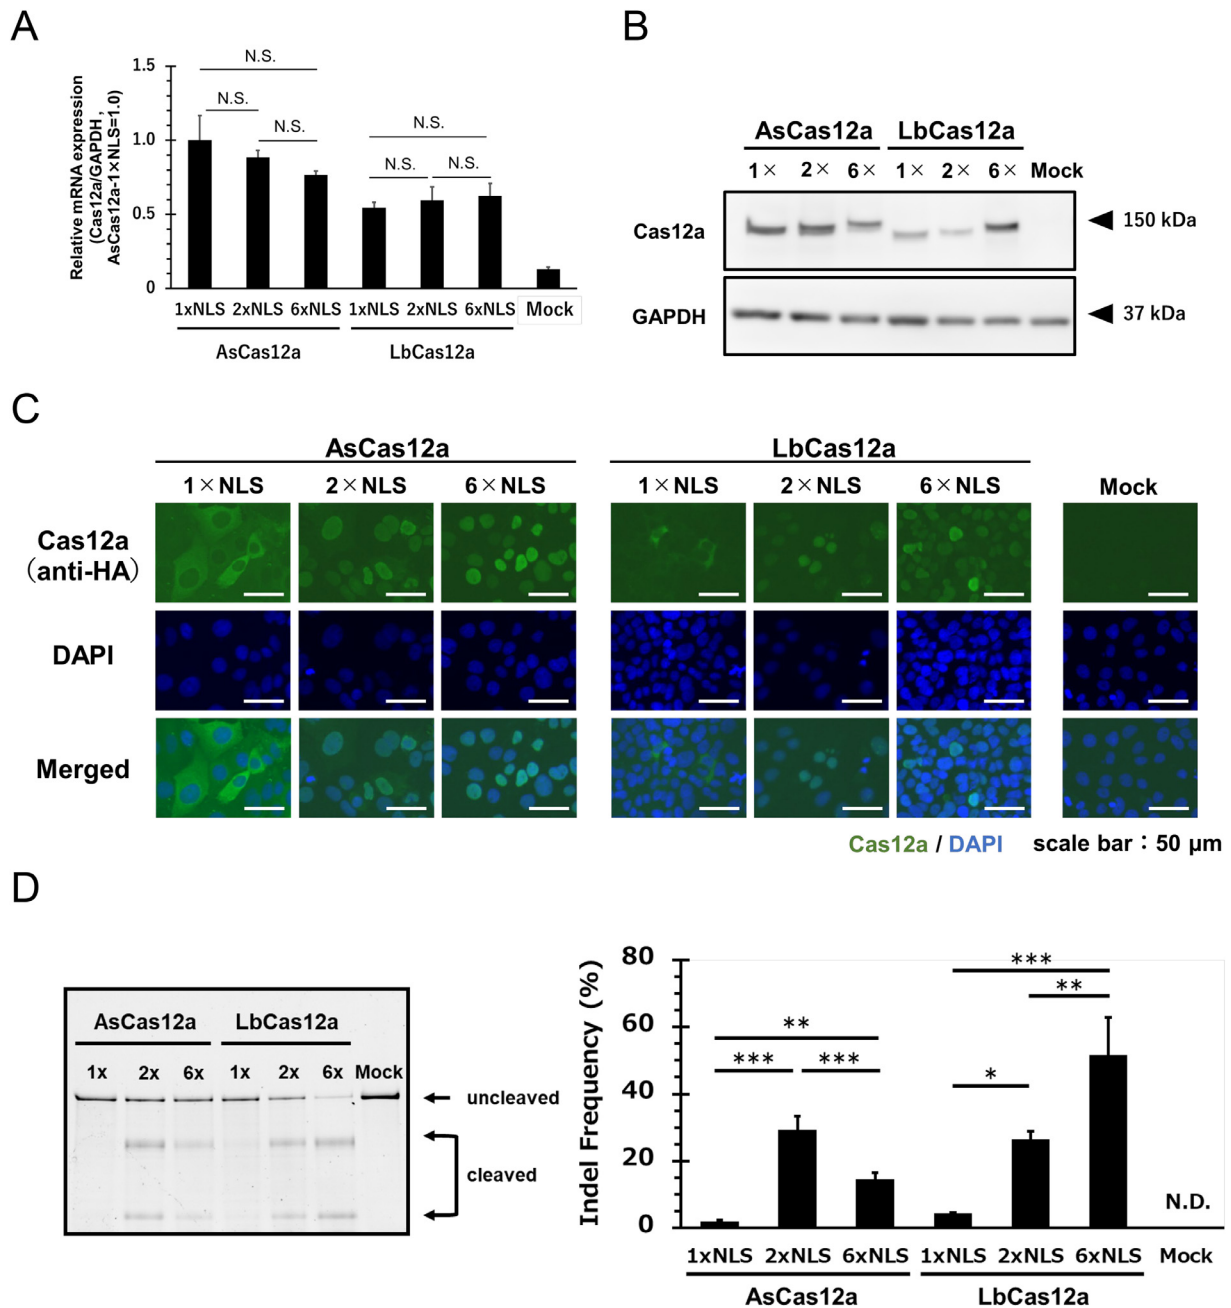 A
Relative mRNA expression
(Cas12a/GAPDH,
AsCas12a-1×NLS=1.0)
1.5
1.0
0.5
0
N.S.
N.S.
N.S.
N.S.
N.S.
N.S.
1xNLS 2xNLS 6xNLS 1xNLS 2xNLS 6xNLS Mock
AsCas12a LbCas12a
B
AsCas12a LbCas12a
1× 2× 6× 1× 2× 6× Mock
Cas12a
150 kDa
GAPDH
37 kDa
C
AsCas12a LbCas12a
1×NLS 2×NLS 6×NLS 1×NLS 2×NLS 6×NLS Mock
Cas12a
(anti-HA)
DAPI
Merged
Cas12a / DAPI scale bar：50 μm
D
AsCas12a LbCas12a
1x 2x 6x 1x 2x 6x Mock
uncleaved
cleaved
Indel Frequency (%)
80
60
40
20
0
***
**
**
***
***
*
N.D.
1xNLS 2xNLS 6xNLS 1xNLS 2xNLS 6xNLS Mock
AsCas12a LbCas12a